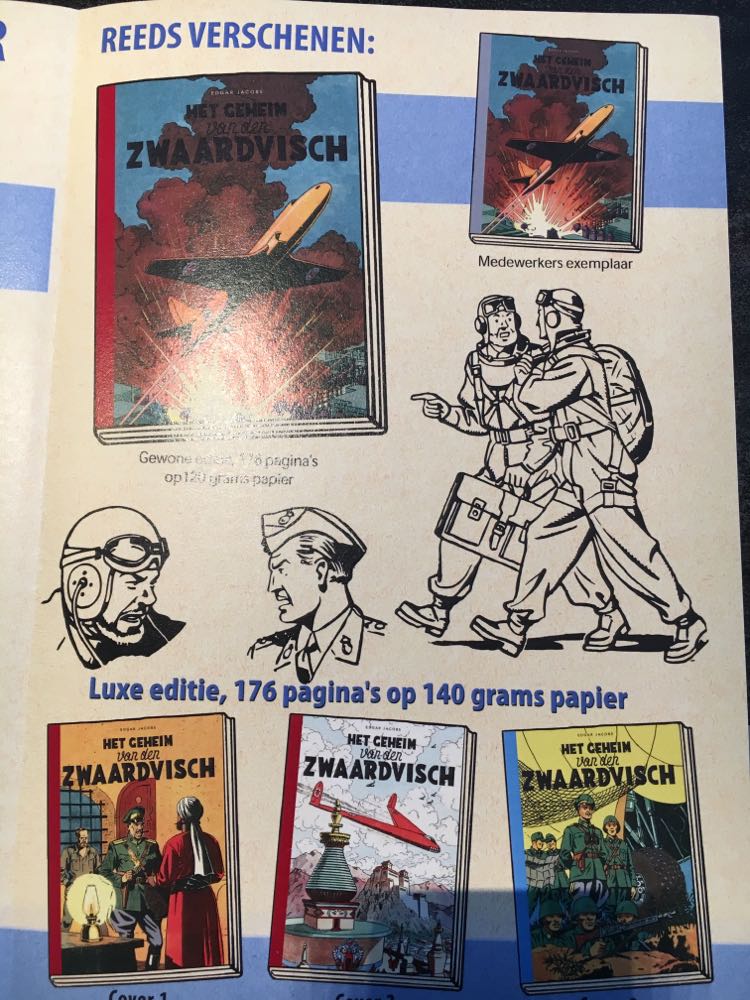 R
REEDS VERSCHENEN:
EDGAR JACOBS
HET GEHEIM
van den
ZWAARDVISCH
EDGAR JACOBS
HET GEHEIM
van den
ZWAARDVISCH
Medewerkers exemplaar
Gewone editie, 176 pagina's
op 120 grams papier
Luxe editie, 176 pagina's op 140 grams papier
EDGAR JACOBS
HET GEHEIM
van den
ZWAARDVISCH
EDGAR JACOBS
HET GEHEIM
van den
ZWAARDVISCH
EDGAR JACOBS
HET GEHEIM
van den
ZWAARDVISCH
Cover 1